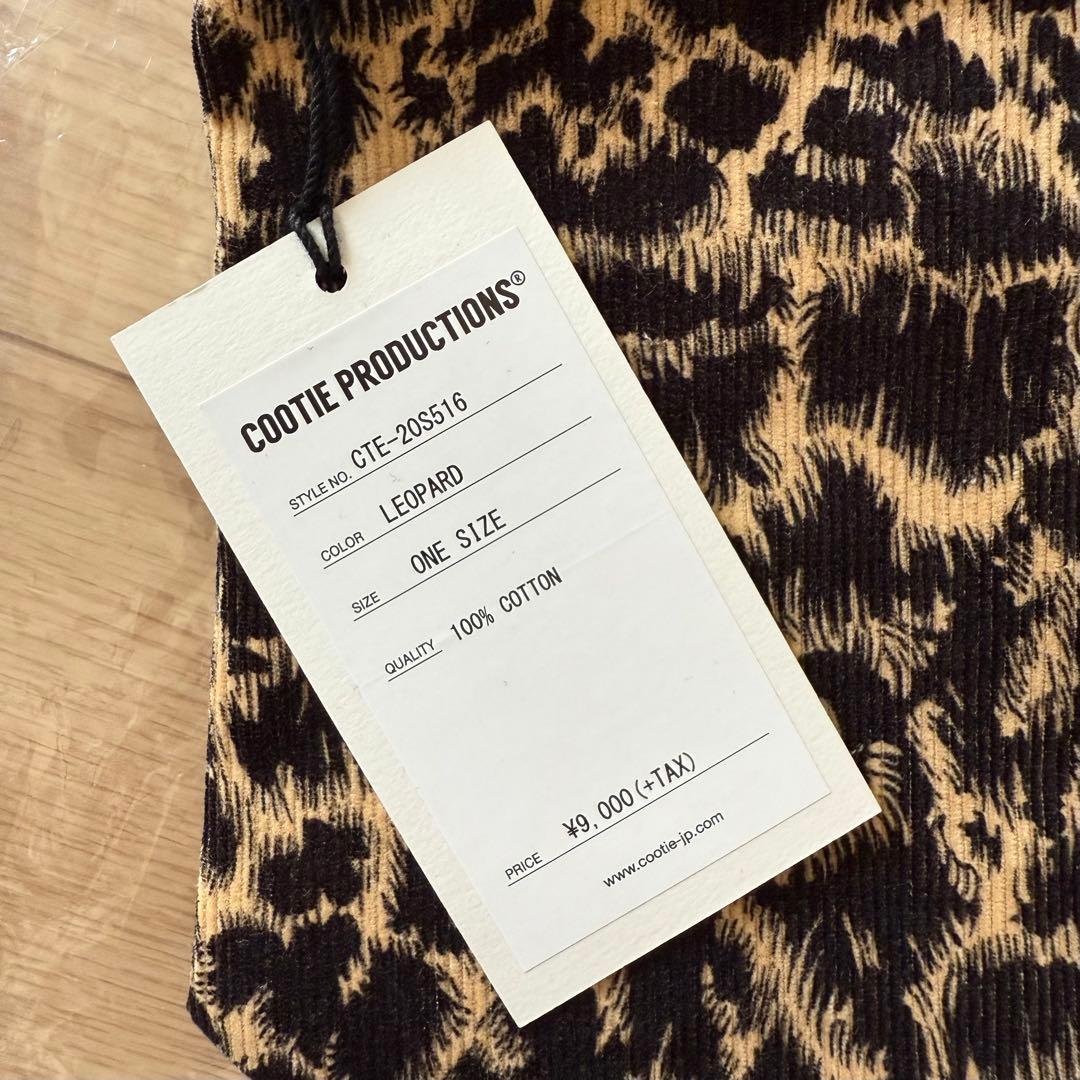 COOTIE PRODUCTIONS®
STYLE NO. CTE-20S516
COLOR LEOPARD
SIZE ONE SIZE
QUALITY 100% COTTON
PRICE ¥9,000(+TAX)
www.cootie-jp.com